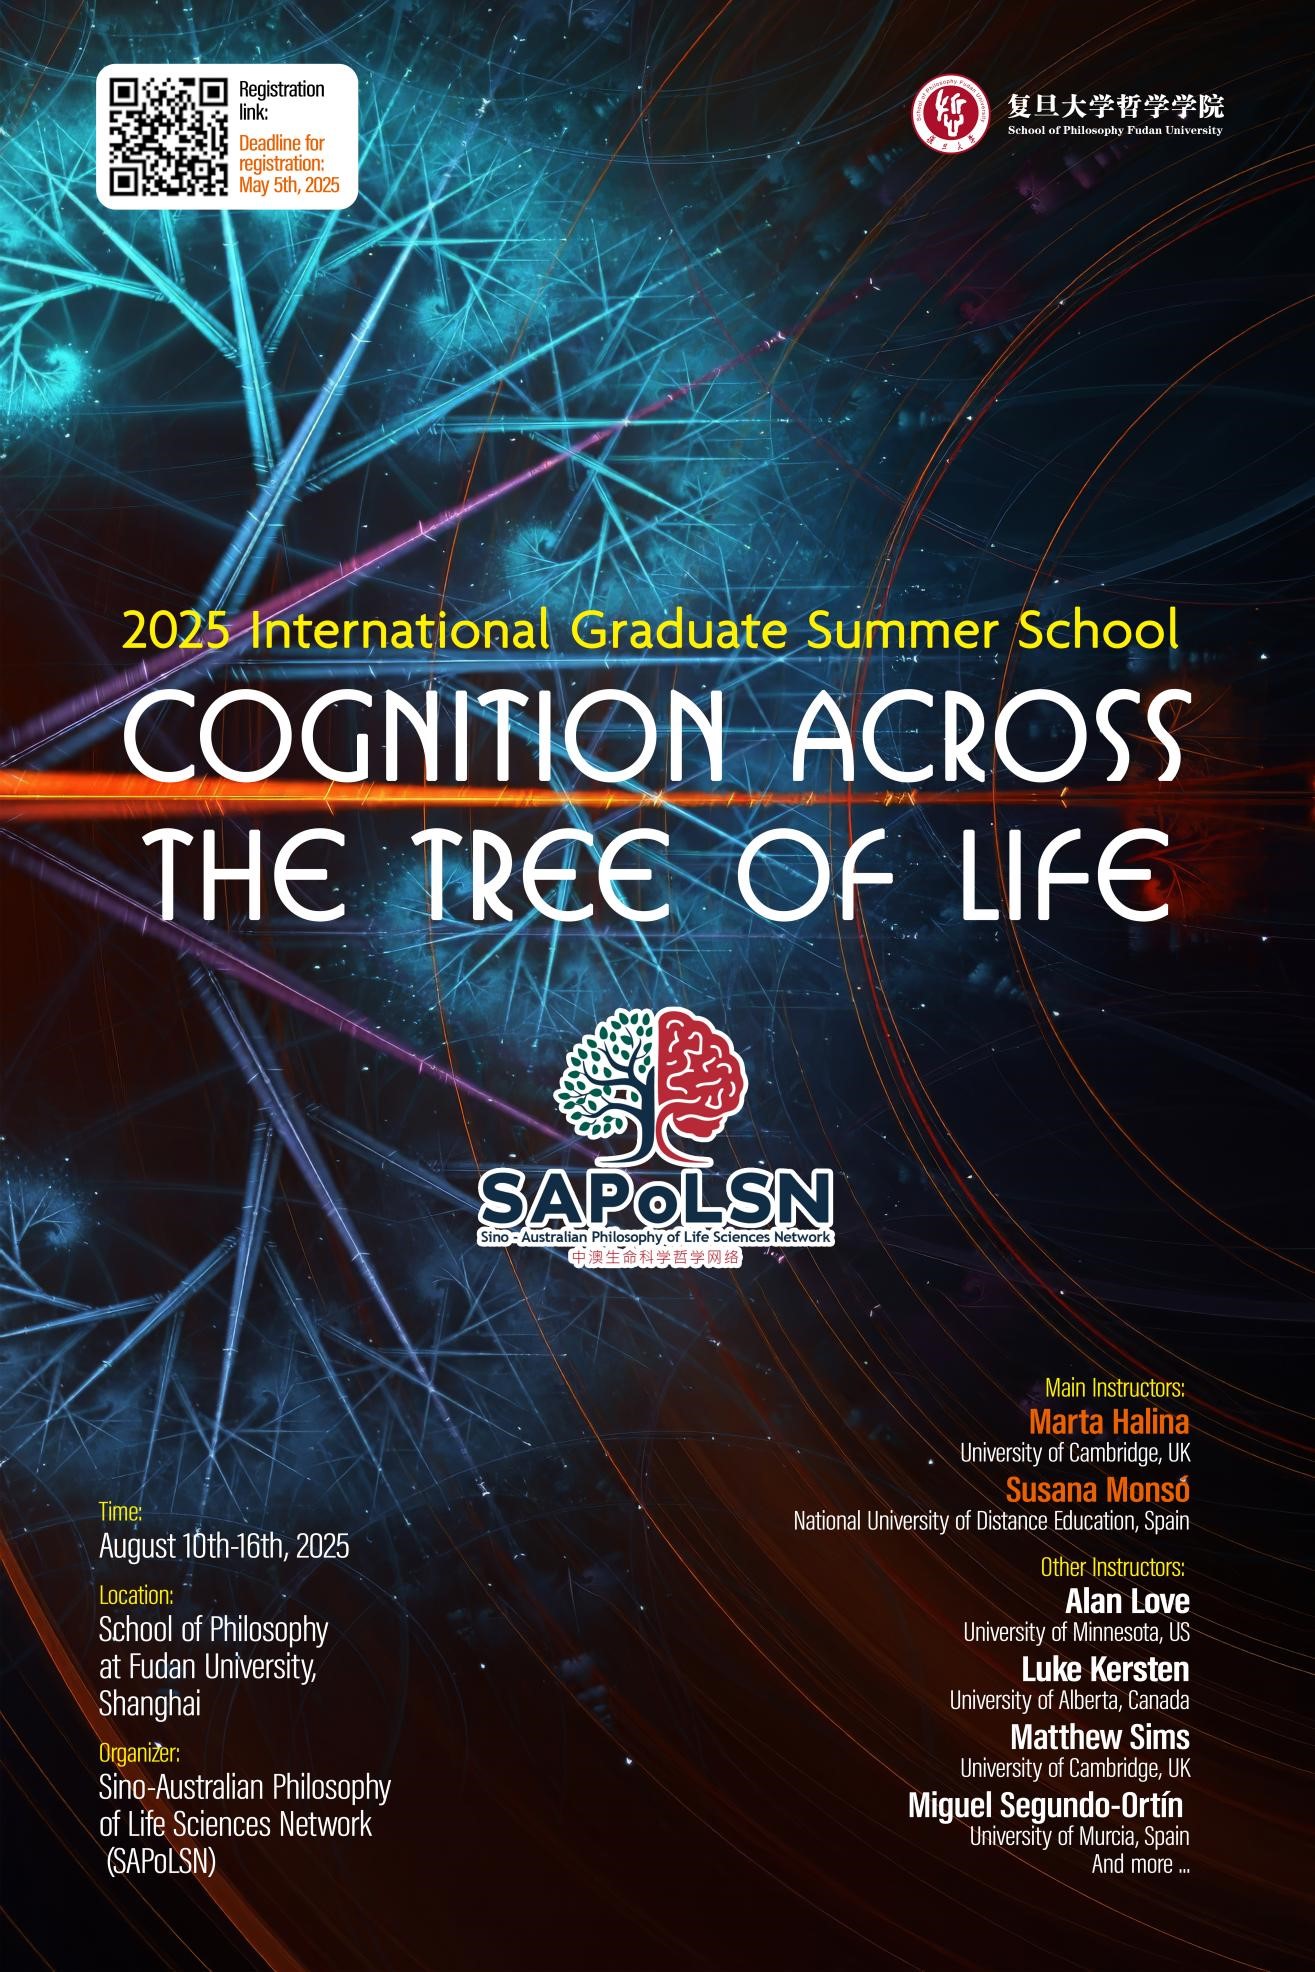 Registration
link:
Deadline for
registration:
May 5th, 2025
复旦大学哲学学院
School of Philosophy Fudan University
2025 International Graduate Summer School
COGNITION ACROSS
THE TREE OF LIFE
SAPoLSN
Sino - Australian Philosophy of Life Sciences Network
中澳生命科学哲学网络
Time:
August 10th-16th, 2025
Location:
School of Philosophy
at Fudan University,
Shanghai
Organizer:
Sino-Australian Philosophy
of Life Sciences Network
(SAPoLSN)
Main Instructors:
Marta Halina
University of Cambridge, UK
Susana Monsó
National University of Distance Education, Spain
Other Instructors:
Alan Love
University of Minnesota, US
Luke Kersten
University of Alberta, Canada
Matthew Sims
University of Cambridge, UK
Miguel Segundo-Ortín
University of Murcia, Spain
And more ...